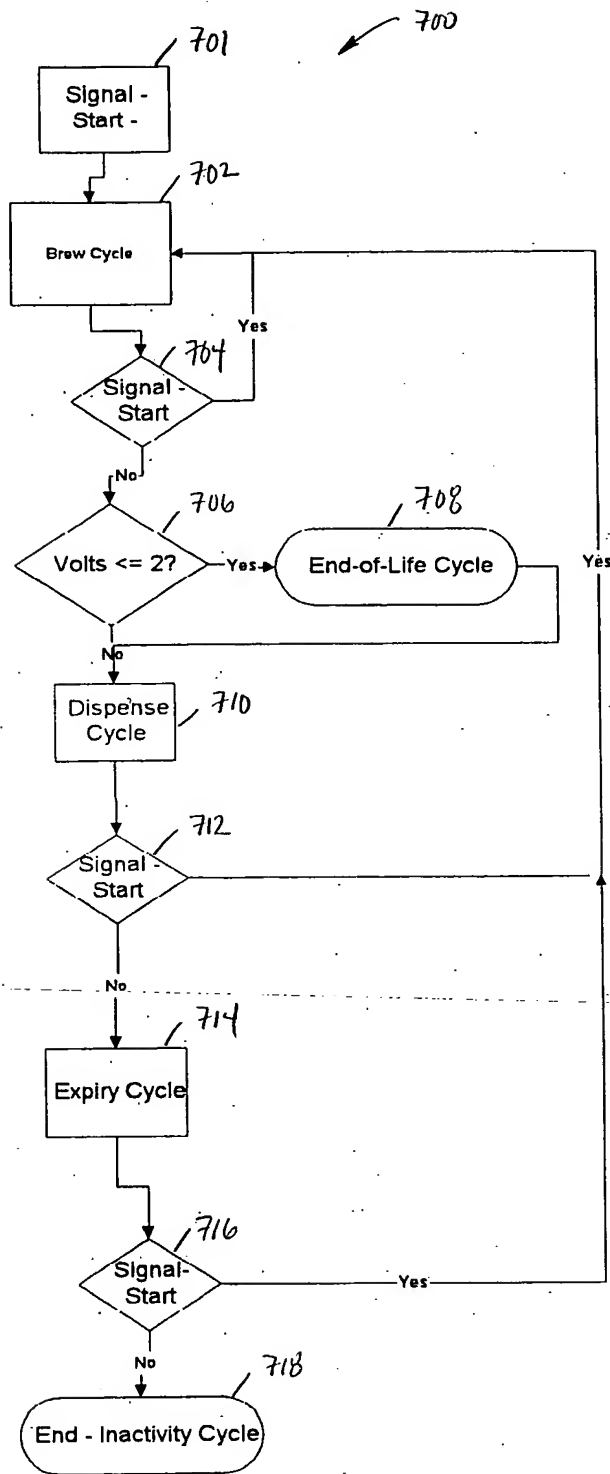 700
701
Signal -
Start -
702
Brew Cycle
Yes
704
Signal -
Start
No
706
Volts <= 2?
Yes
708
End-of-Life Cycle
Yes
No
Dispense
Cycle
710
712
Signal -
Start
No
714
Expiry Cycle
716
Signal-
Start
Yes
No
718
End - Inactivity Cycle